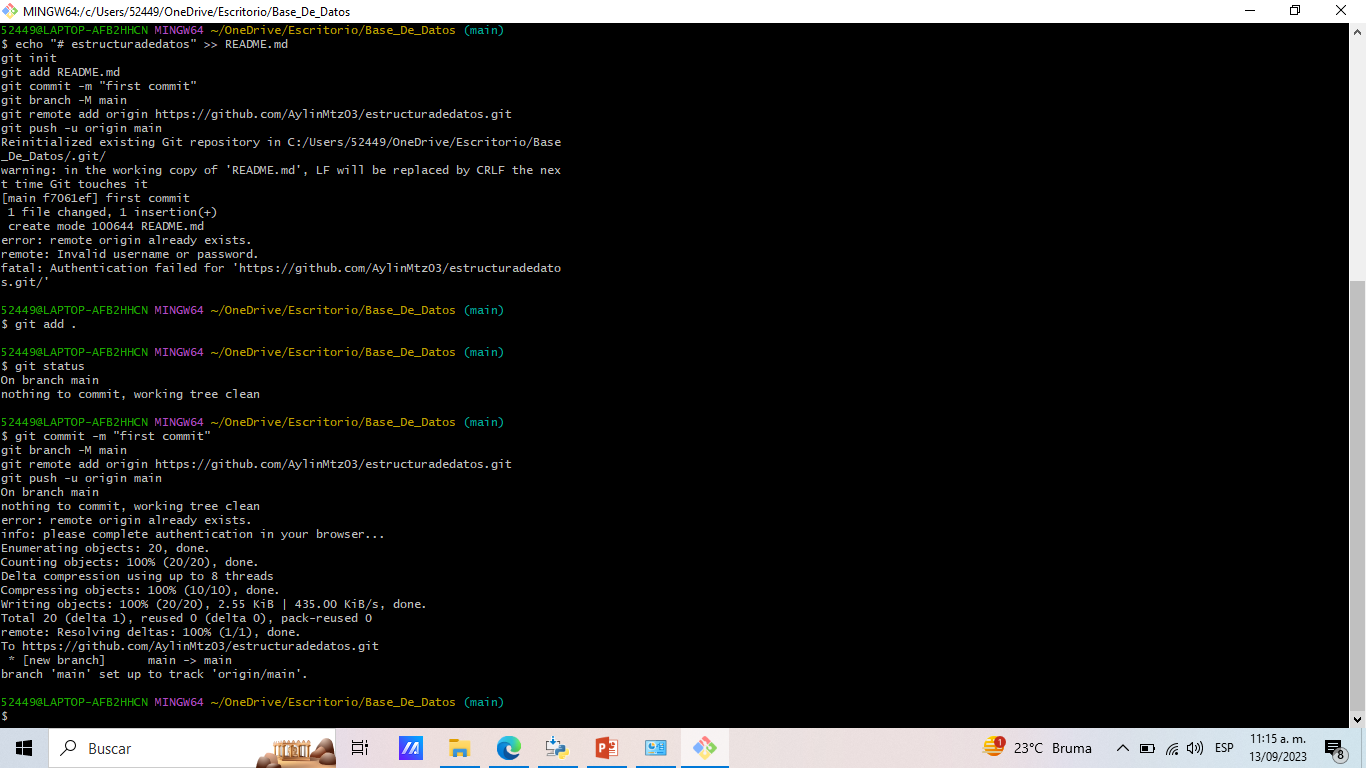 MINGW64:/c/Users/52449/OneDrive/Escritorio/Base_De_Datos
52449@LAPTOP-AFB2HHCN MINGW64 ~/OneDrive/Escritorio/Base_De_Datos (main)
$ echo "# estructuradedatos" >> README.md
git init
git add README.md
git commit -m "first commit"
git branch -M main
git remote add origin https://github.com/AylinMtz03/estructuradedatos.git
git push -u origin main
Reinitialized existing Git repository in C:/Users/52449/OneDrive/Escritorio/Base
_De_Datos/.git/
warning: in the working copy of 'README.md', LF will be replaced by CRLF the nex
t time Git touches it
[main f7061ef] first commit
 1 file changed, 1 insertion(+)
 create mode 100644 README.md
error: remote origin already exists.
remote: Invalid username or password.
fatal: Authentication failed for 'https://github.com/AylinMtz03/estructuradedato
s.git/'
52449@LAPTOP-AFB2HHCN MINGW64 ~/OneDrive/Escritorio/Base_De_Datos (main)
$ git add .
52449@LAPTOP-AFB2HHCN MINGW64 ~/OneDrive/Escritorio/Base_De_Datos (main)
$ git status
On branch main
nothing to commit, working tree clean
52449@LAPTOP-AFB2HHCN MINGW64 ~/OneDrive/Escritorio/Base_De_Datos (main)
$ git commit -m "first commit"
git branch -M main
git remote add origin https://github.com/AylinMtz03/estructuradedatos.git
git push -u origin main
On branch main
nothing to commit, working tree clean
error: remote origin already exists.
info: please complete authentication in your browser...
Enumerating objects: 20, done.
Counting objects: 100% (20/20), done.
Delta compression using up to 8 threads
Compressing objects: 100% (10/10), done.
Writing objects: 100% (20/20), 2.55 KiB | 435.00 KiB/s, done.
Total 20 (delta 1), reused 0 (delta 0), pack-reused 0
remote: Resolving deltas: 100% (1/1), done.
To https://github.com/AylinMtz03/estructuradedatos.git
 * [new branch]      main -> main
branch 'main' set up to track 'origin/main'.
52449@LAPTOP-AFB2HHCN MINGW64 ~/OneDrive/Escritorio/Base_De_Datos (main)
$
Buscar
1
23°C Bruma
ESP
11:15 a. m.
13/09/2023
8